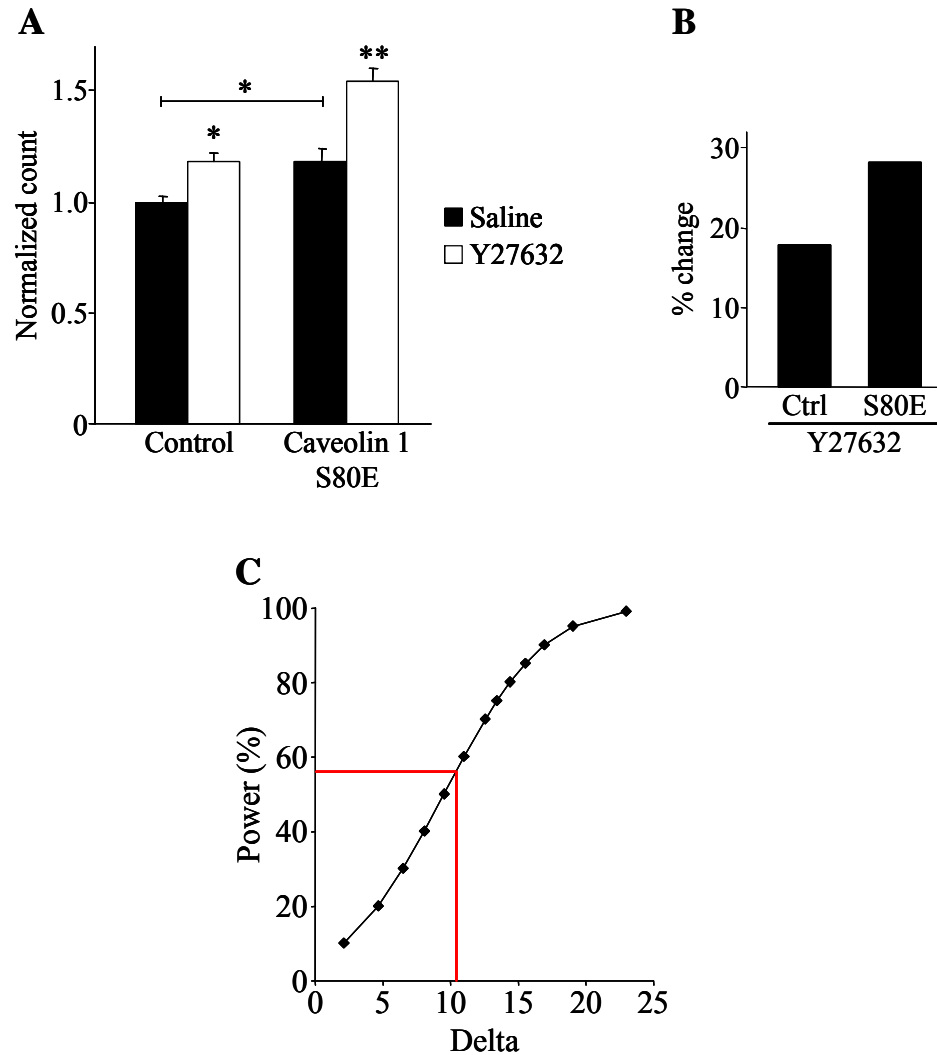 A
B
**
1.5
*
*
Normalized count
1.0
0.5
0
Control
Caveolin 1
S80E
Saline
Y27632
30
20
10
0
% change
Ctrl S80E
Y27632
C
100
80
60
40
20
0
Power (%)
0 5 10 15 20 25
Delta